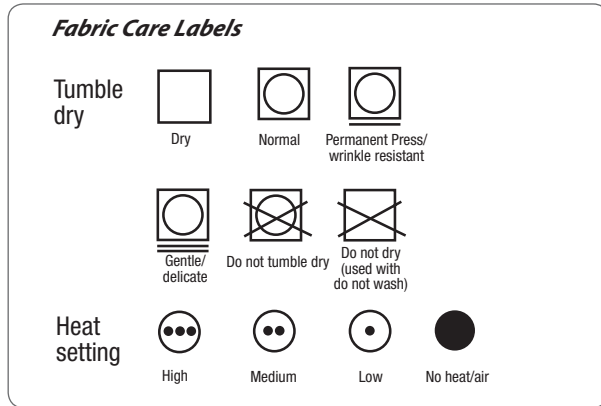 Fabric Care Labels
Tumble
dry
Dry
Normal
Permanent Press/
wrinkle resistant
Gentle/
delicate
Do not tumble dry
Do not dry
(used with
do not wash)
Heat
setting
High
Medium
Low
No heat/air